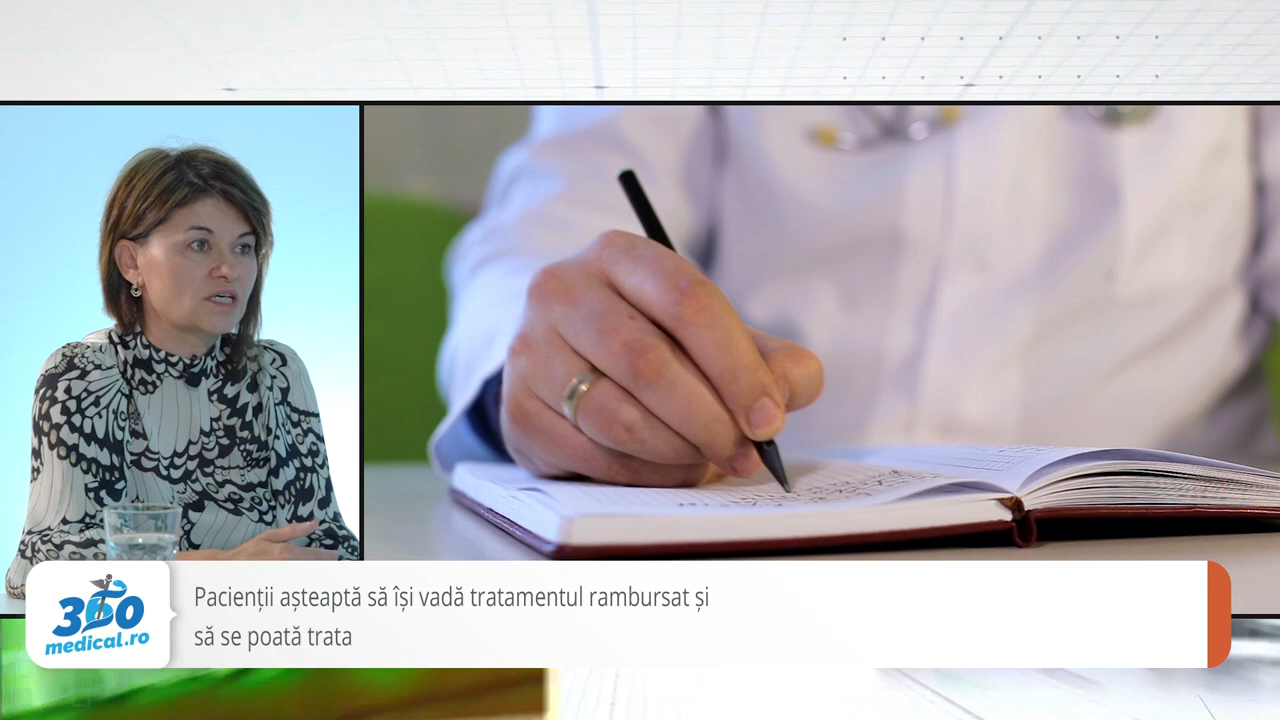 Pacienții așteaptă să își vadă tratamentul rambursat și
să se poată trata
360
medical.ro